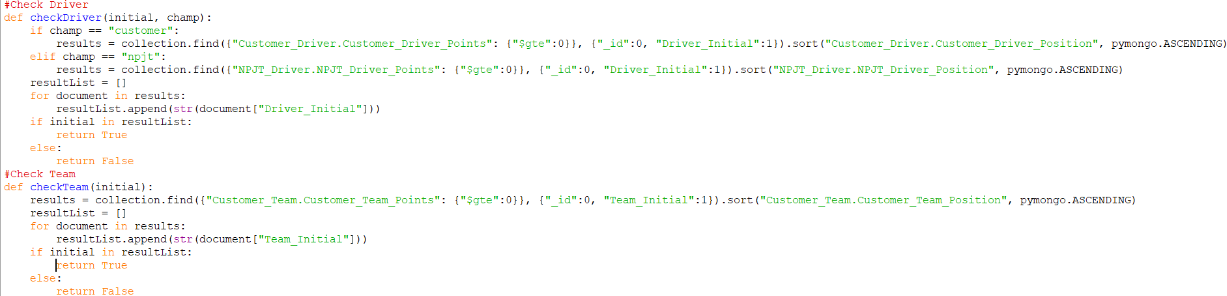 #Check Driver
def checkDriver(initial, champ):
    if champ == "customer":
        results = collection.find({"Customer_Driver.Customer_Driver_Points": {"$gte":0}}, {"_id":0, "Driver_Initial":1}).sort("Customer_Driver.Customer_Driver_Position", pymongo.ASCENDING)
    elif champ == "npjt":
        results = collection.find({"NPJT_Driver.NPJT_Driver_Points": {"$gte":0}}, {"_id":0, "Driver_Initial":1}).sort("NPJT_Driver.NPJT_Driver_Position", pymongo.ASCENDING)
    resultList = []
    for document in results:
        resultList.append(str(document["Driver_Initial"]))
    if initial in resultList:
        return True
    else:
        return False
#Check Team
def checkTeam(initial):
    results = collection.find({"Customer_Team.Customer_Team_Points": {"$gte":0}}, {"_id":0, "Team_Initial":1}).sort("Customer_Team.Customer_Team_Position", pymongo.ASCENDING)
    resultList = []
    for document in results:
        resultList.append(str(document["Team_Initial"]))
    if initial in resultList:
        return True
    else:
        return False